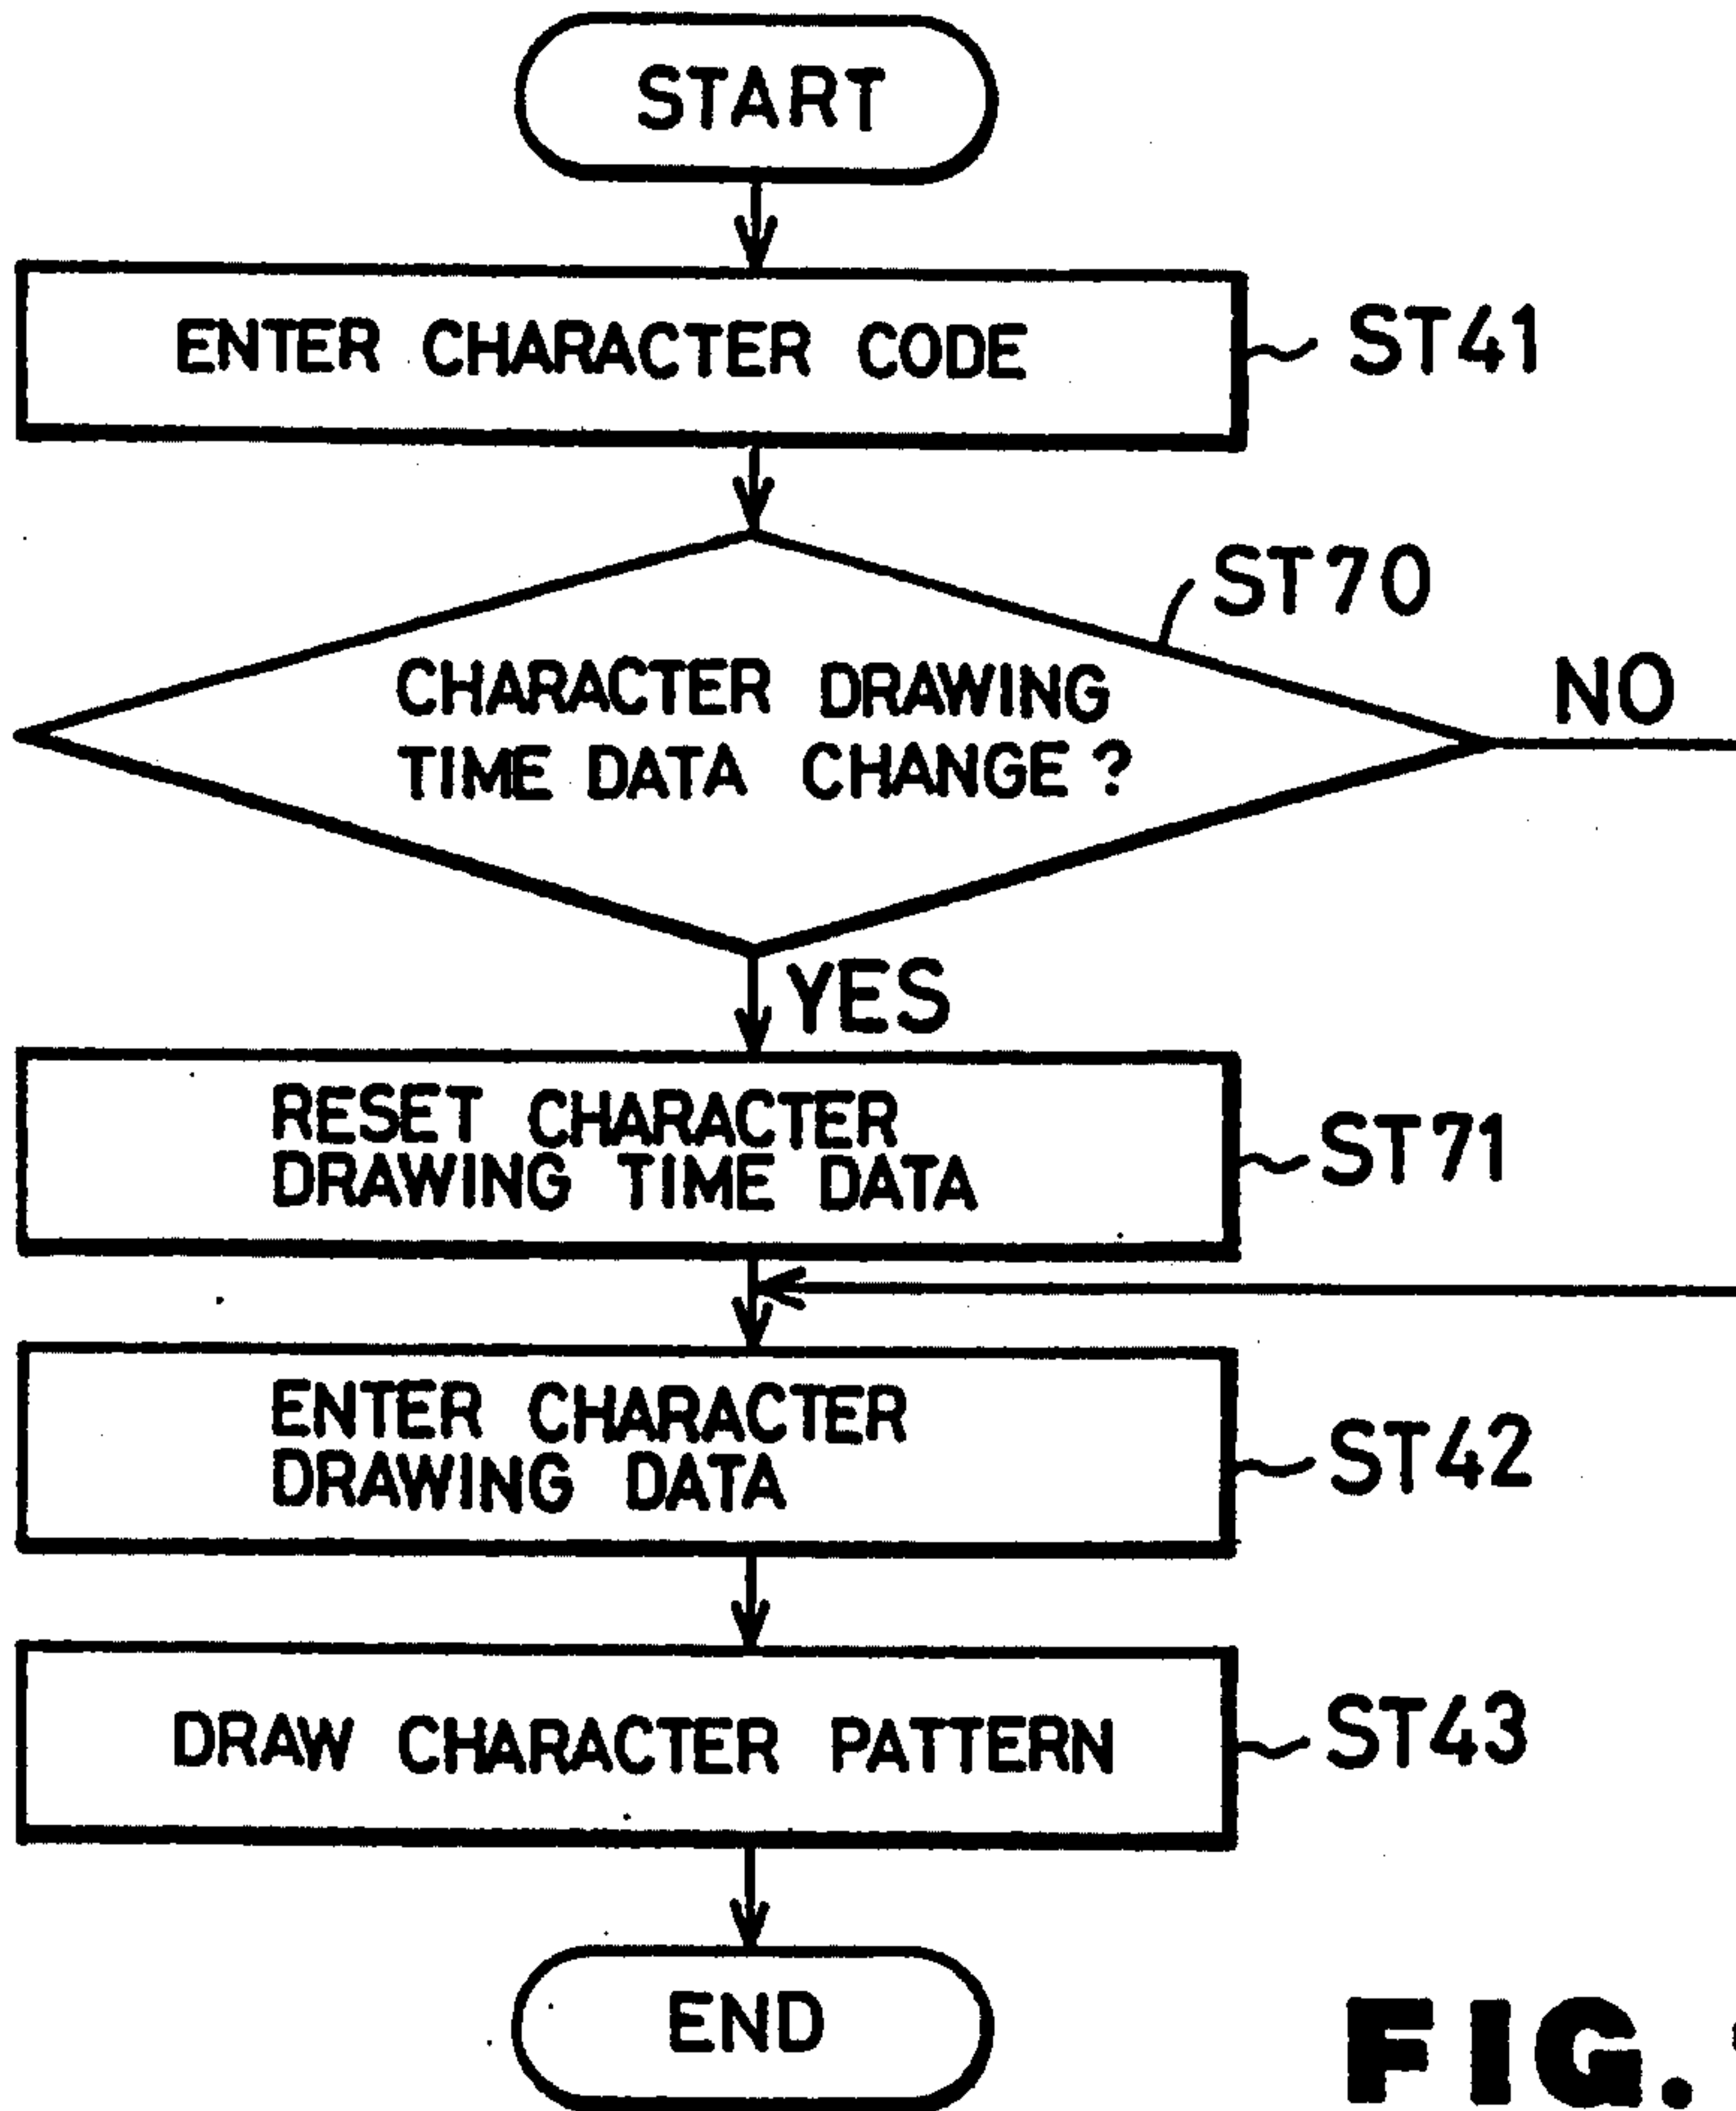 START
ENTER CHARACTER CODE
ST41
ST70
CHARACTER DRAWING
TIME DATA CHANGE?
NO
YES
RESET CHARACTER
DRAWING TIME DATA
ST71
ENTER CHARACTER
DRAWING DATA
ST42
DRAW CHARACTER PATTERN
ST43
END
FIG.